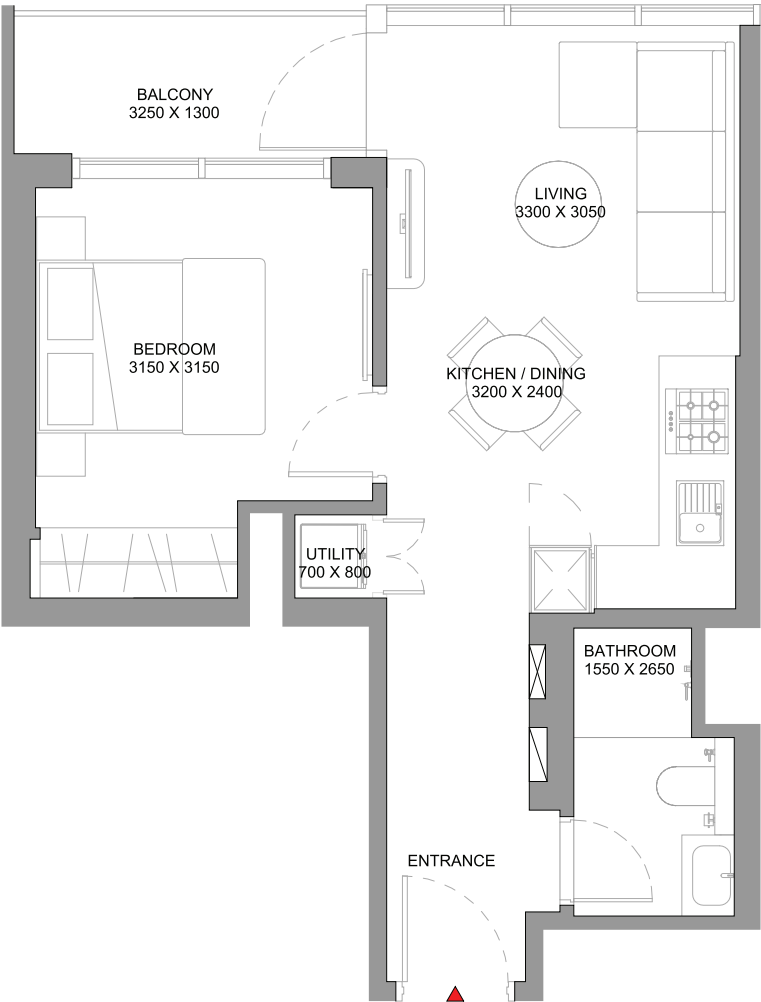 BALCONY
3250 X 1300
LIVING
3300 X 3050
BEDROOM
3150 X 3150
KITCHEN / DINING
3200 X 2400
UTILITY
700 X 800
BATHROOM
1550 X 2650
ENTRANCE